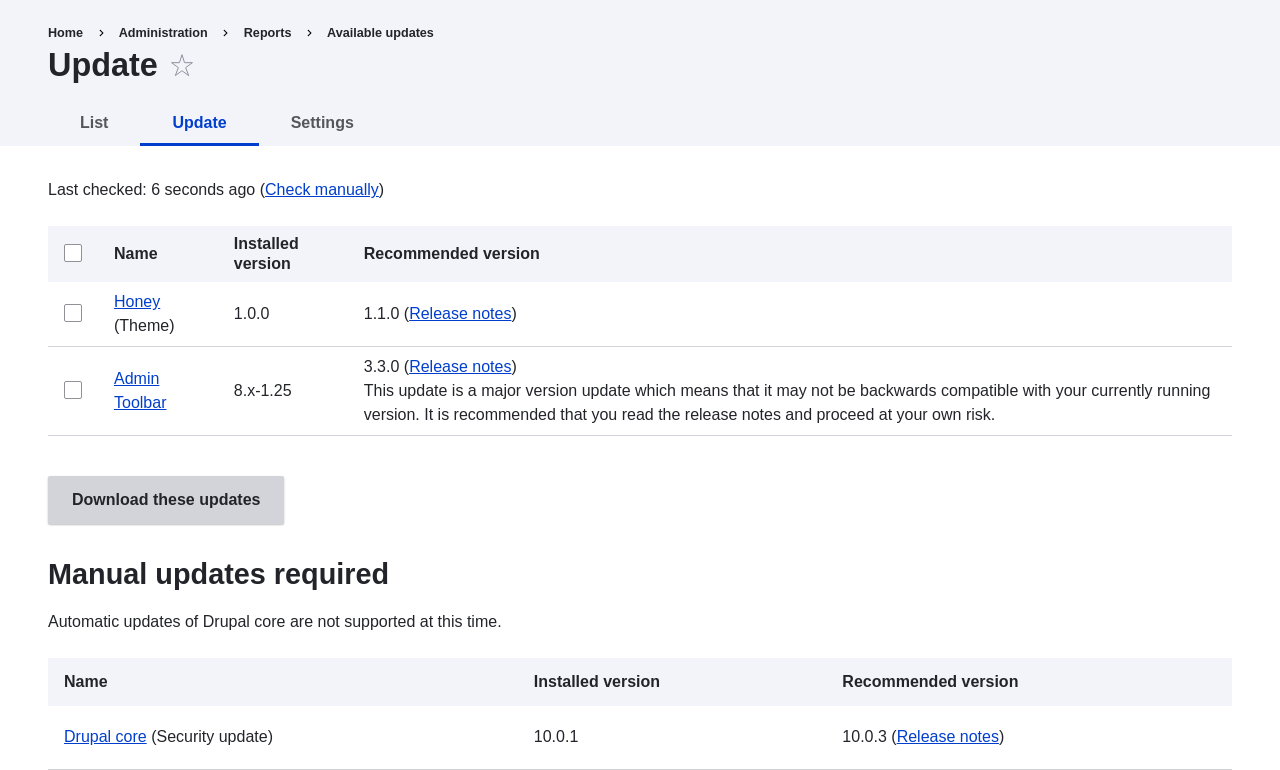 Home › Administration › Reports › Available updates
Update ☆
List Update Settings
Last checked: 6 seconds ago (Check manually)
Name Installed version Recommended version
Honey (Theme) 1.0.0 1.1.0 (Release notes)
Admin Toolbar 8.x-1.25 3.3.0 (Release notes)
This update is a major version update which means that it may not be backwards compatible with your currently running
version. It is recommended that you read the release notes and proceed at your own risk.
Download these updates
Manual updates required
Automatic updates of Drupal core are not supported at this time.
Name Installed version Recommended version
Drupal core (Security update) 10.0.1 10.0.3 (Release notes)